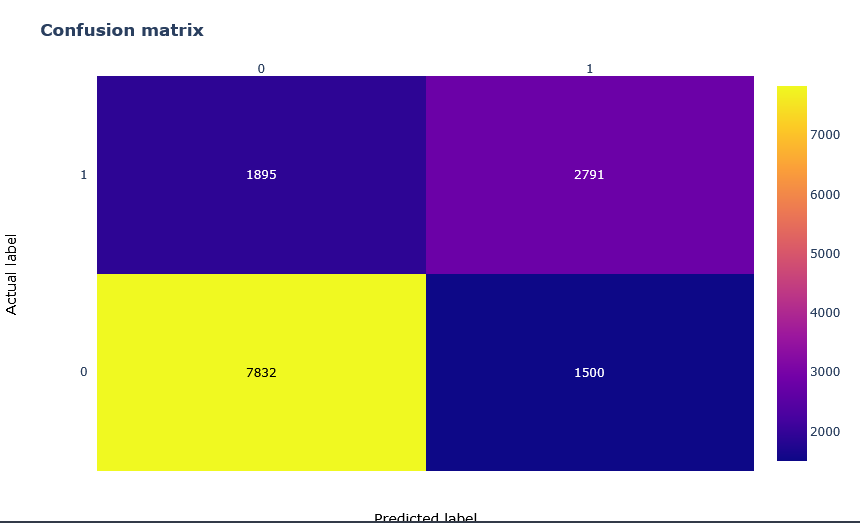 Confusion matrix
0 1
1 1895 2791
7000
6000
5000
4000
3000
2000
Actual label
0 7832 1500
Predicted label